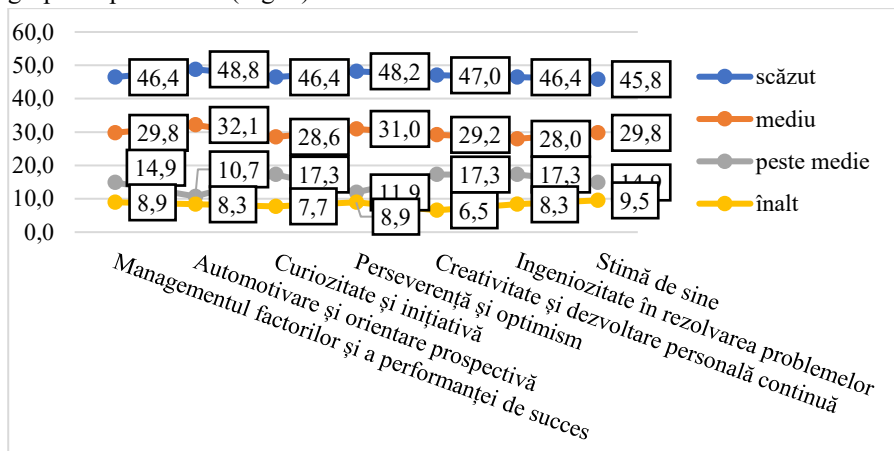 60,0
50,0
40,0
30,0
20,0
10,0
0,0
46,4 48,8 46,4 48,2 47,0 46,4 45,8
29,8 32,1 28,6 31,0 29,2 28,0 29,8
14,9 10,7 17,3 11,9 17,3 17,3 14,9
8,9 8,3 7,7 8,9 6,5 8,3 9,5
scăzut
mediu
peste medie
înalt
Managementul factorilor și a performanței de succes
Automotivare și orientare prospectivă
Curiozitate și inițiativă
Perseverență și optimism
Creativitate și dezvoltare personală continuă
Ingeniozitate în rezolvarea problemelor
Stimă de sine